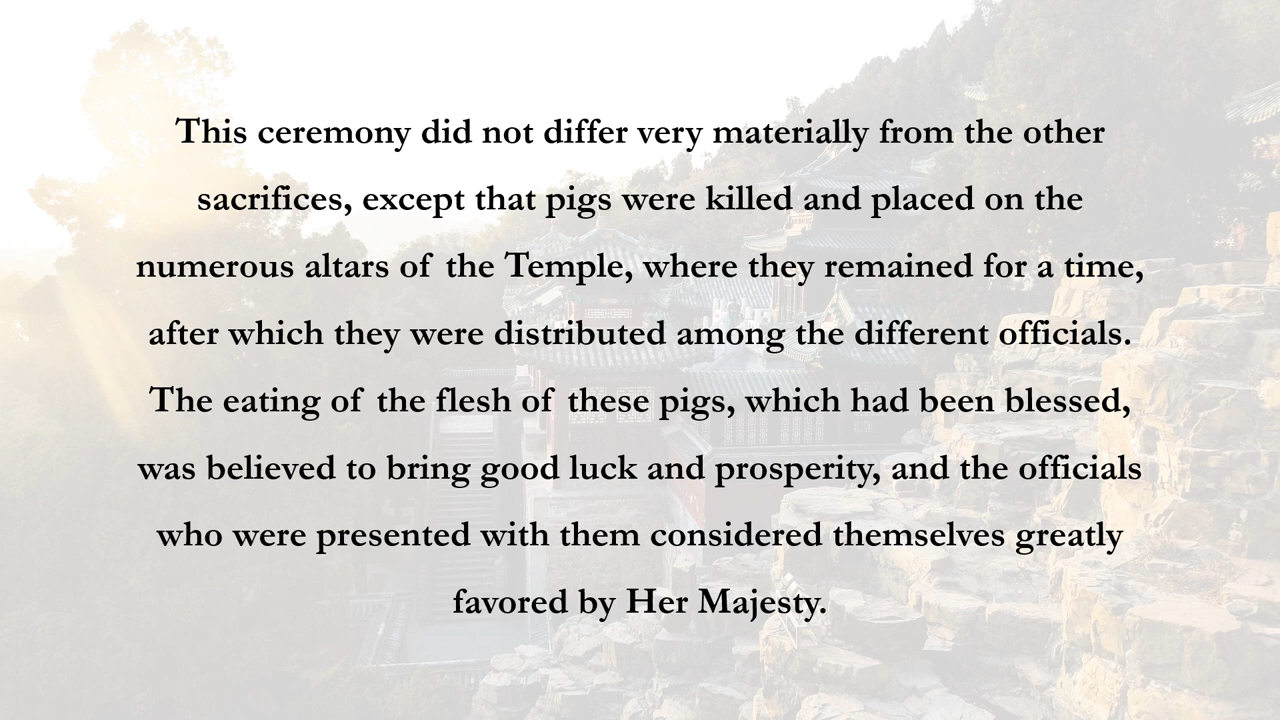 This ceremony did not differ very materially from the other
sacrifices, except that pigs were killed and placed on the
numerous altars of the Temple, where they remained for a time,
after which they were distributed among the different officials.
The eating of the flesh of these pigs, which had been blessed,
was believed to bring good luck and prosperity, and the officials
who were presented with them considered themselves greatly
favored by Her Majesty.